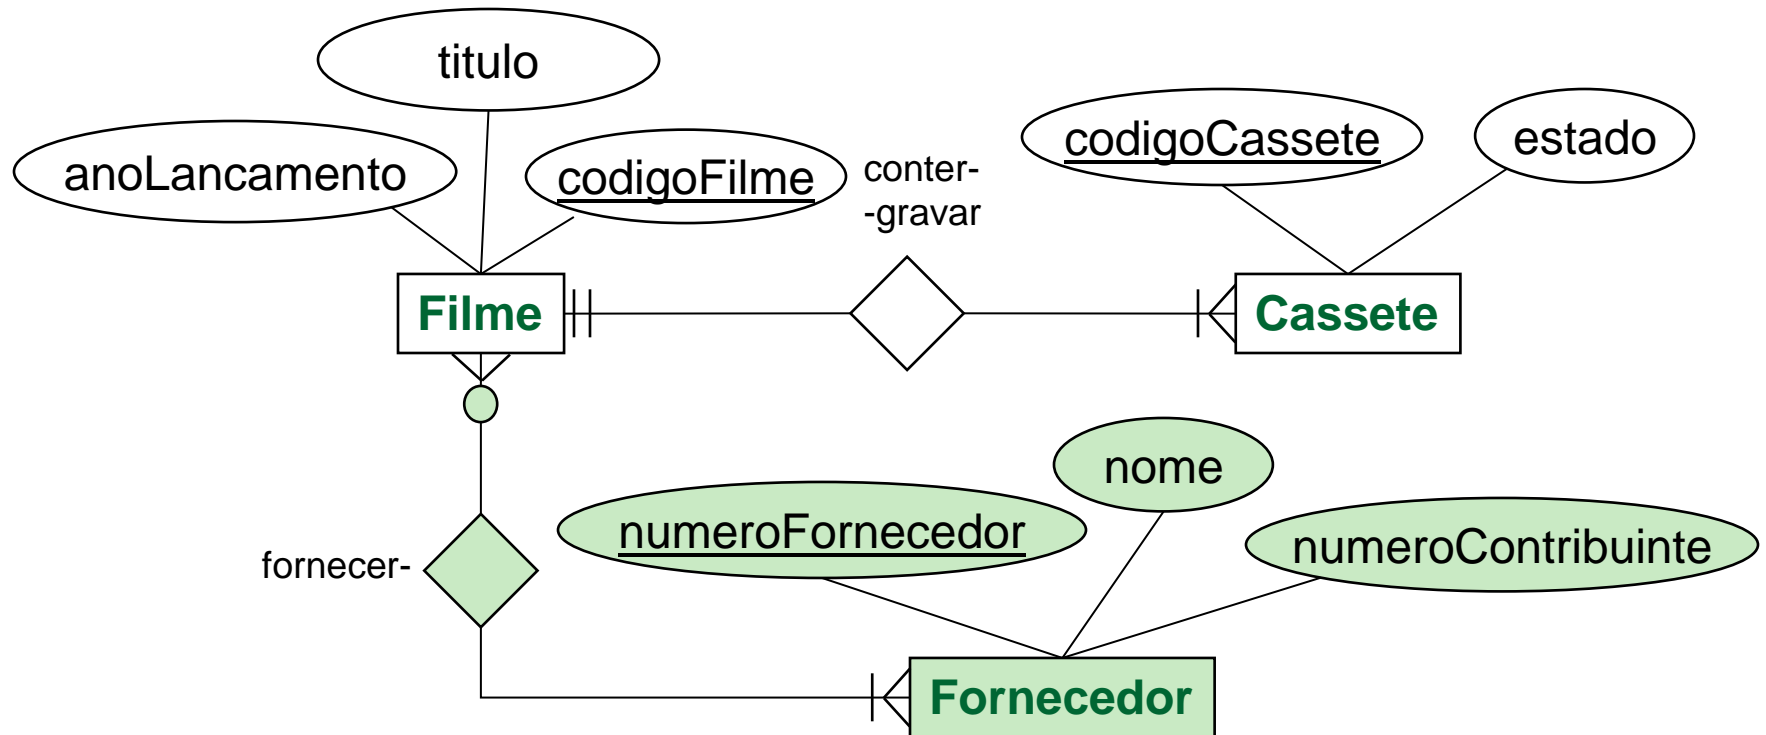 titulo
anoLancamento
codigoFilme
conter-
-gravar
codigoCassete
estado
Filme
Cassete
nome
numeroFornecedor
numeroContribuinte
fornecer-
Fornecedor